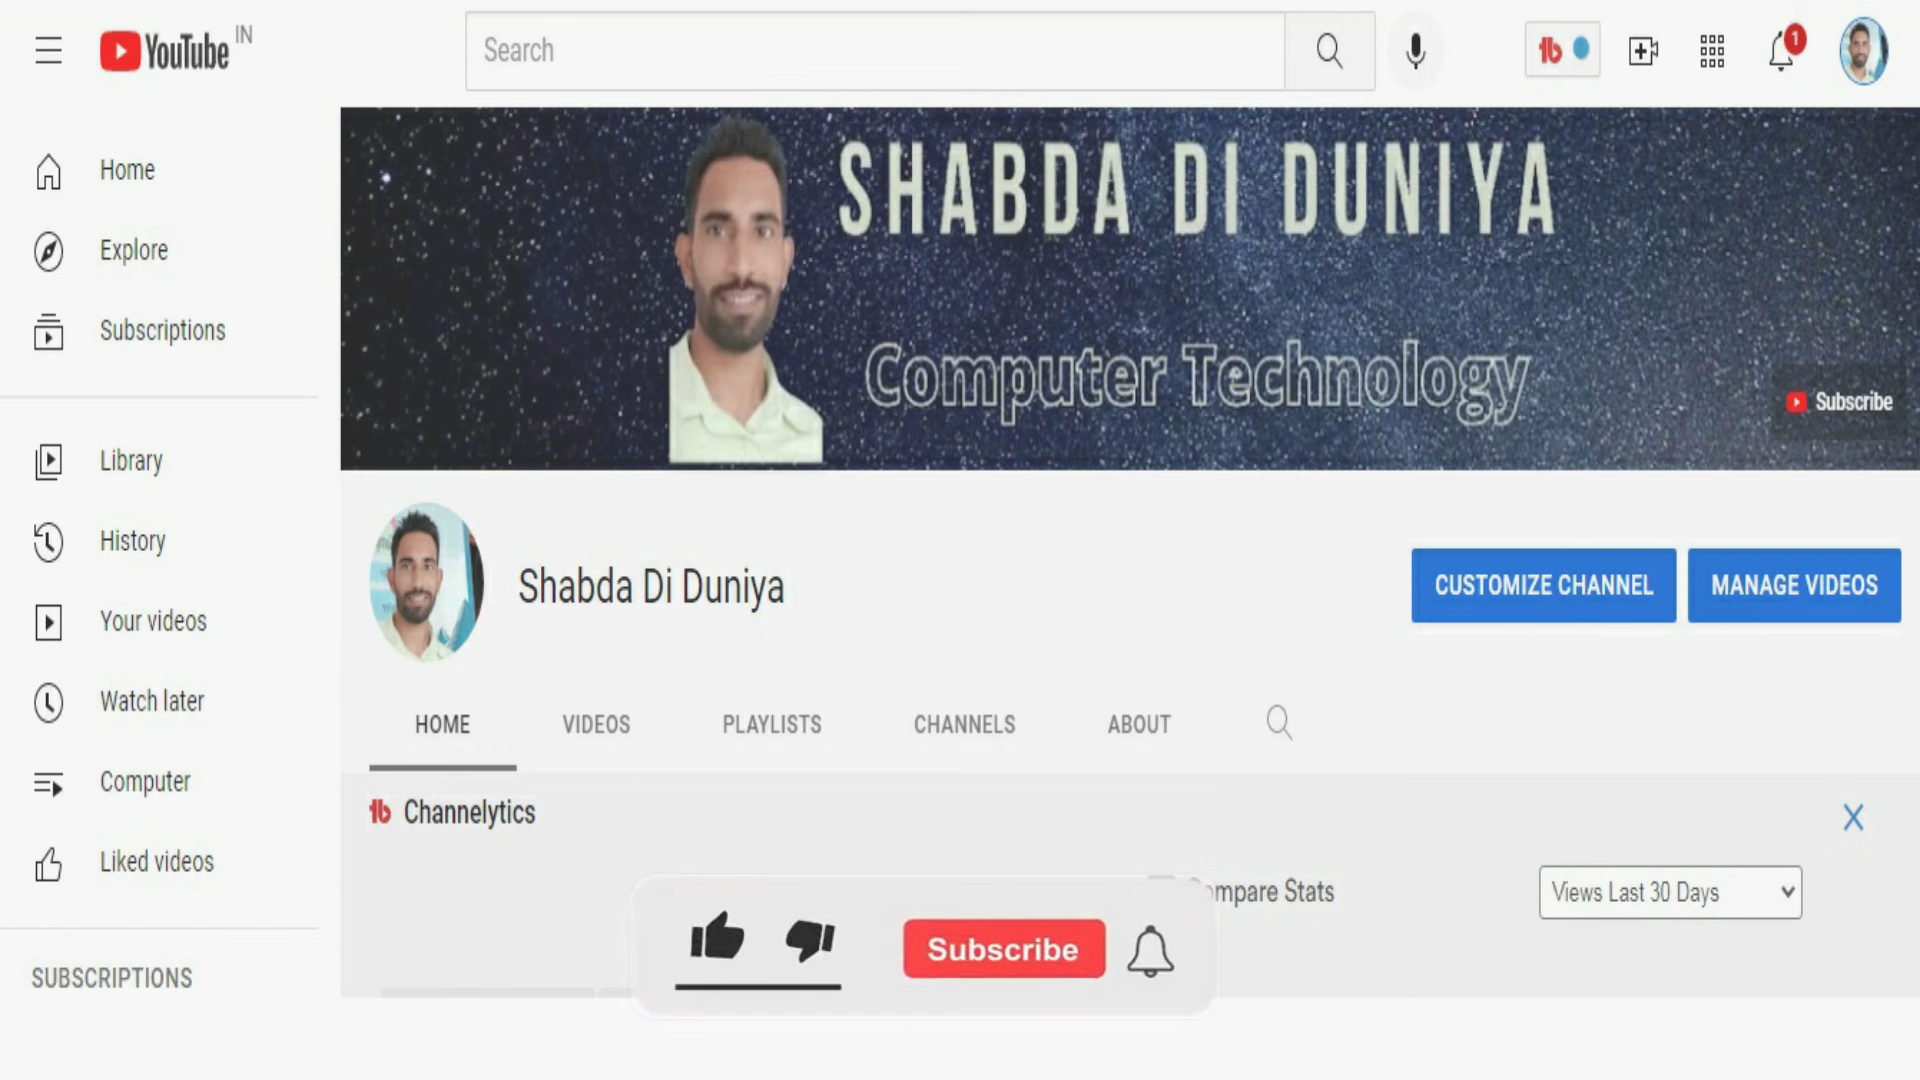 YouTube IN
Search
1
Home
Explore
Subscriptions
Library
History
Your videos
Watch later
Computer
Liked videos
SUBSCRIPTIONS
SHABDA DI DUNIYA
Computer Technology
Subscribe
Shabda Di Duniya
CUSTOMIZE CHANNEL
MANAGE VIDEOS
HOME
VIDEOS
PLAYLISTS
CHANNELS
ABOUT
Channelytics
X
ompare Stats
Views Last 30 Days
Subscribe